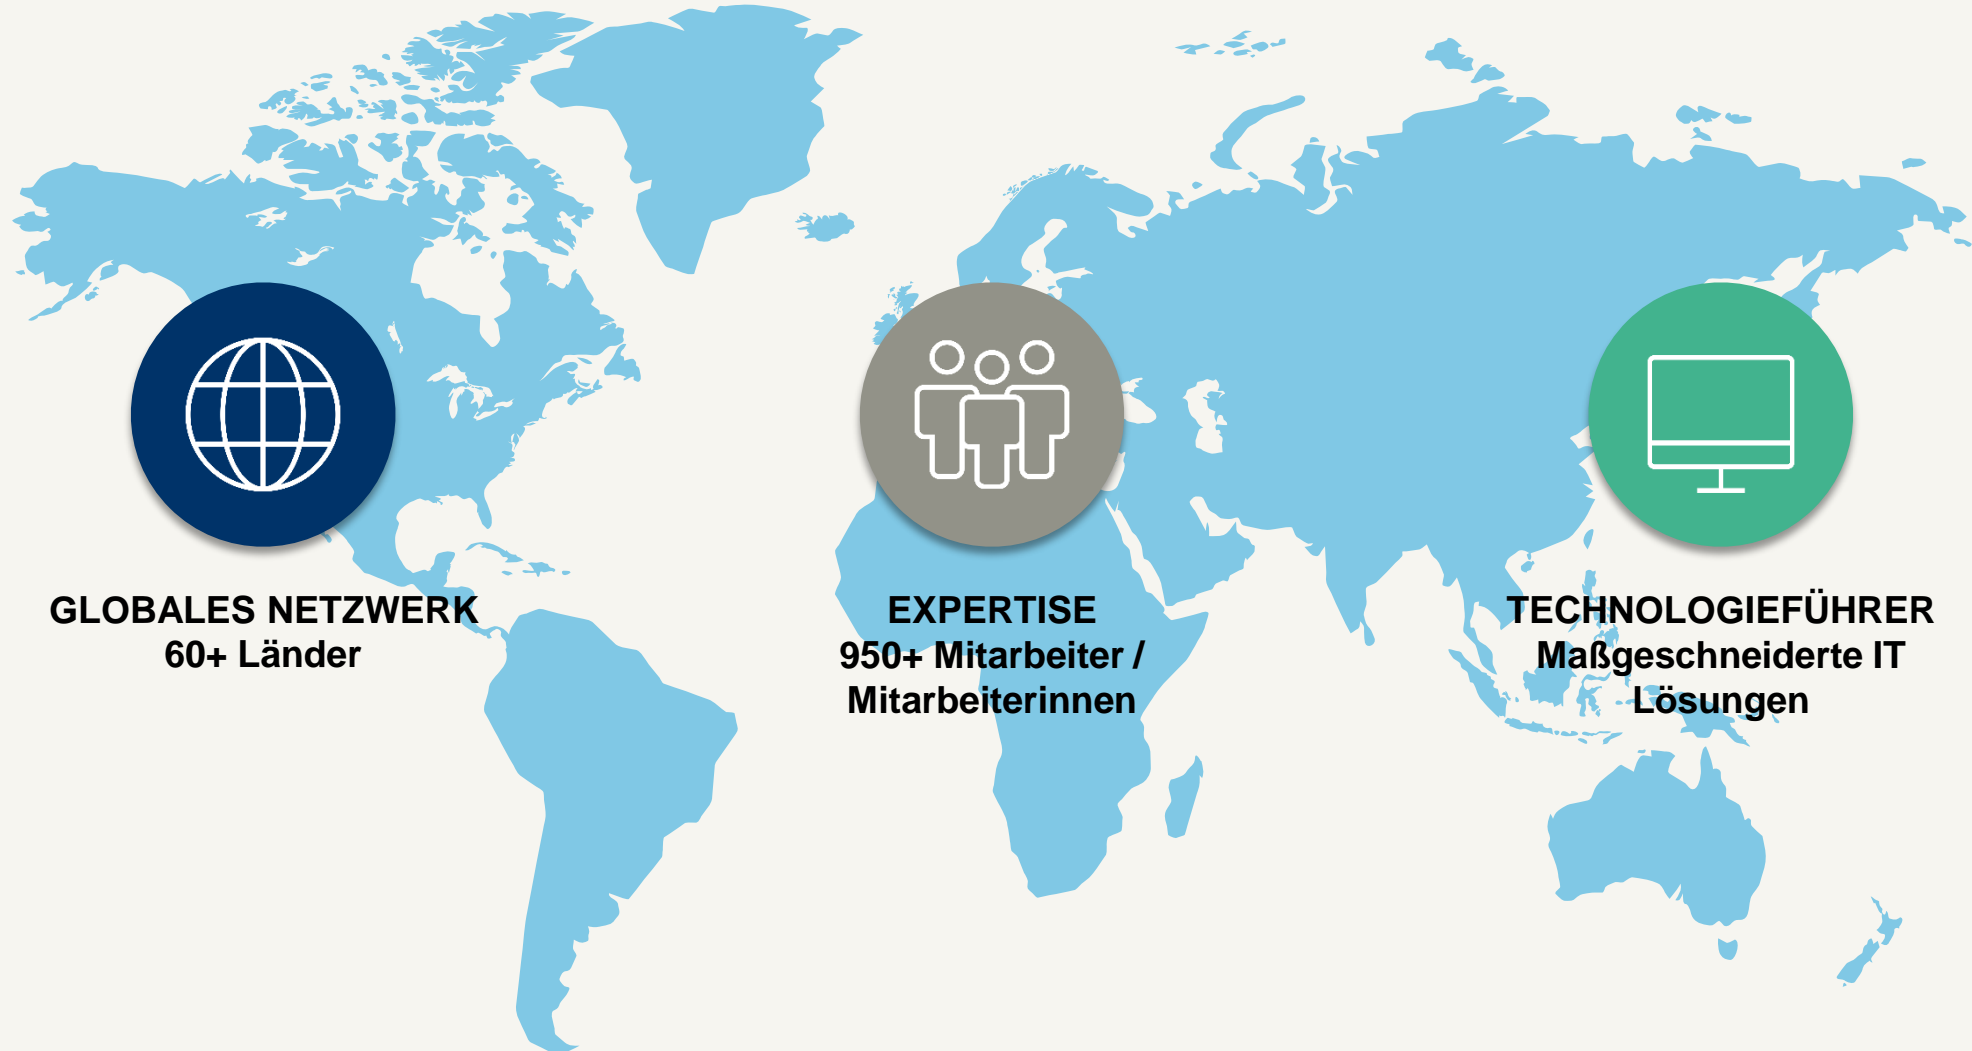 GLOBALES NETZWERK
60+ Länder
EXPERTISE
950+ Mitarbeiter /
Mitarbeiterinnen
TECHNOLOGIEFÜHRER
Maßgeschneiderte IT
Lösungen